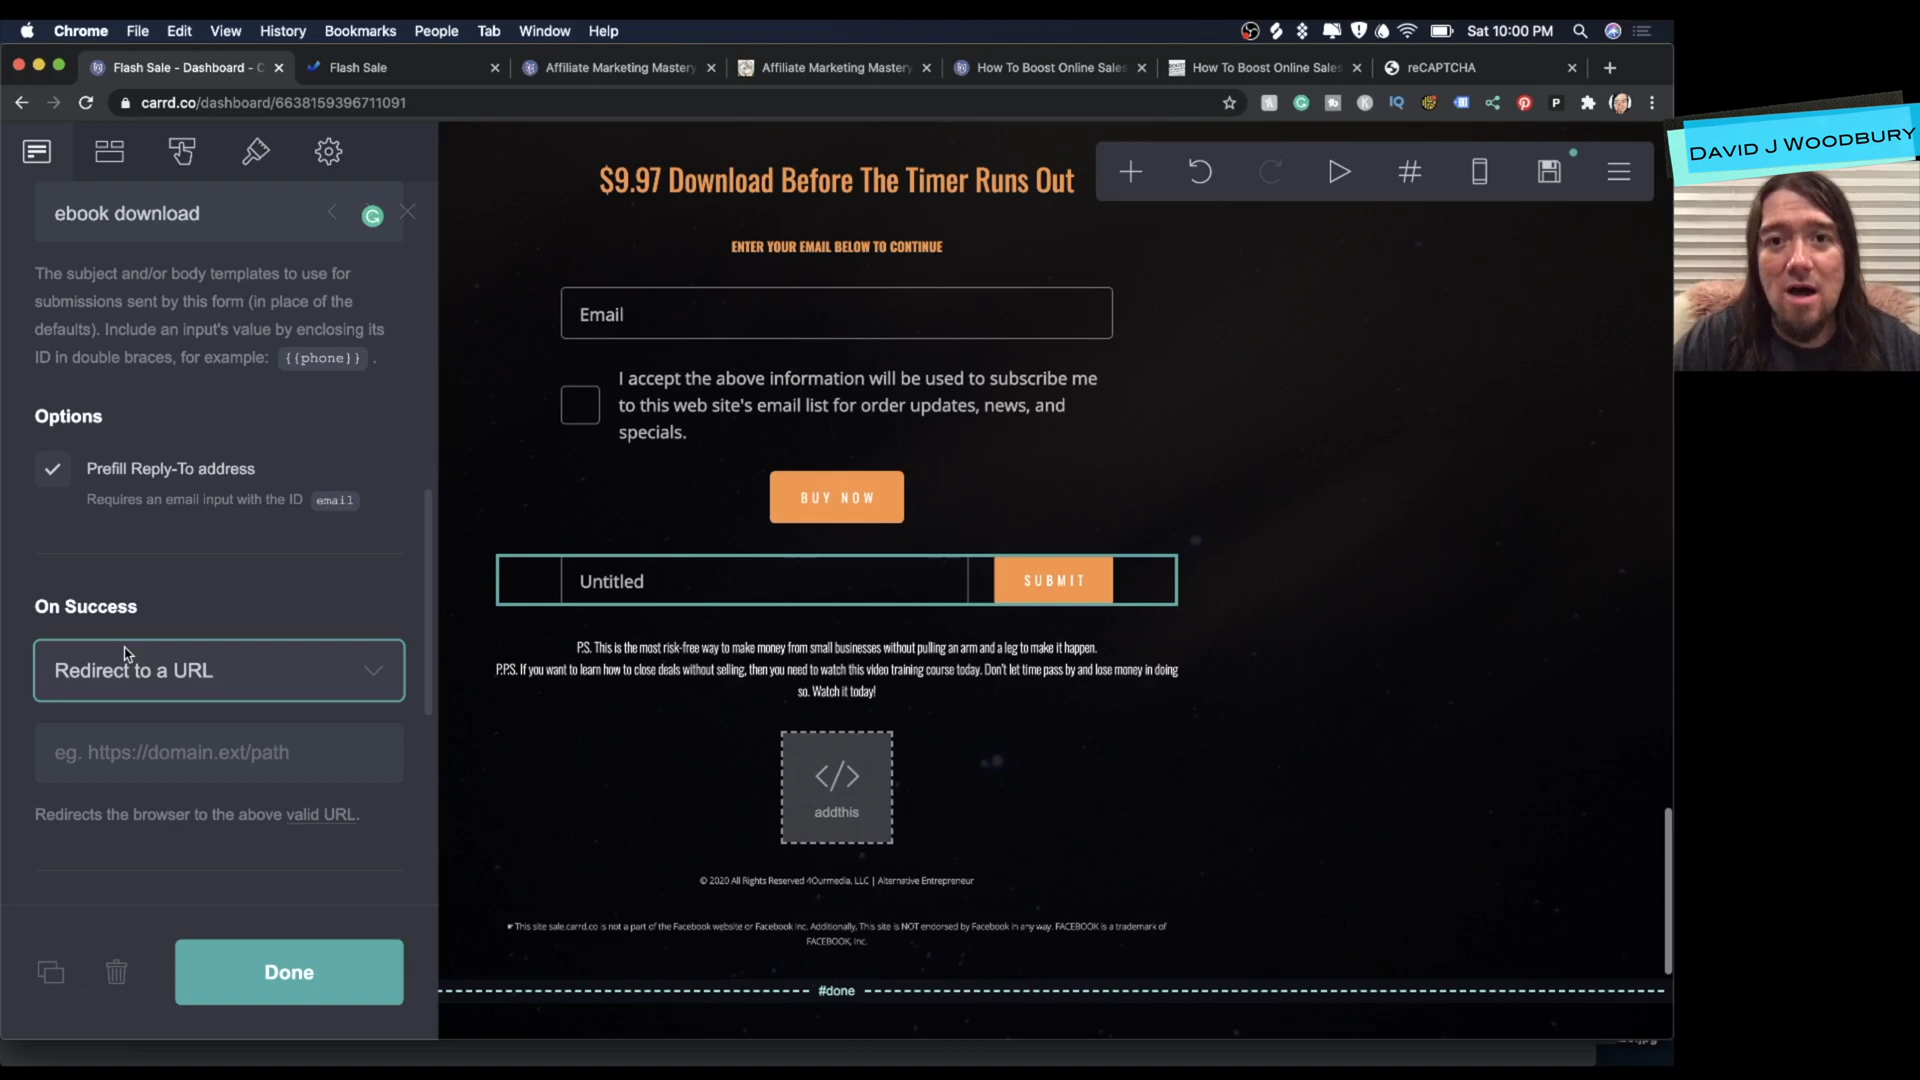 Chrome File Edit View History Bookmarks People Tab Window Help
Sat 10:00 PM
Flash Sale - Dashboard - C
Flash Sale
Affiliate Marketing Mastery
Affiliate Marketing Mastery
How To Boost Online Sales
How To Boost Online Sales
reCAPTCHA
carrd.co/dashboard/6638159396711091
DAVID J WOODBURY
ebook download
The subject and/or body templates to use for
submissions sent by this form (in place of the
defaults). Include an input's value by enclosing its
ID in double braces, for example: {{phone}} .
Options
Prefill Reply-To address
Requires an email input with the ID email
On Success
Redirect to a URL
eg. https://domain.ext/path
Redirects the browser to the above valid URL.
Done
$9.97 Download Before The Timer Runs Out
ENTER YOUR EMAIL BELOW TO CONTINUE
Email
I accept the above information will be used to subscribe me
to this web site's email list for order updates, news, and
specials.
BUY NOW
Untitled
SUBMIT
P.S. This is the most risk-free way to make money from small businesses without pulling an arm and a leg to make it happen.
P.P.S. If you want to learn how to close deals without selling, then you need to watch this video training course today. Don't let time pass by and lose money in doing
so. Watch it today!
</>
addthis
© 2020 All Rights Reserved 4Ourmedia, LLC | Alternative Entrepreneur
☛ This site sale.carrd.co is not a part of the Facebook website or Facebook Inc. Additionally, This site is NOT endorsed by Facebook in any way. FACEBOOK is a trademark of
FACEBOOK, Inc.
#done